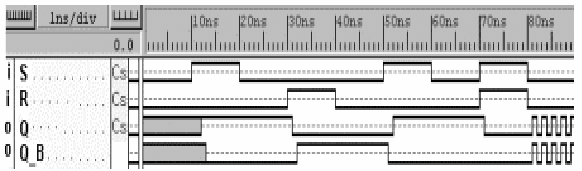 1ns/div
10ns 20ns 30ns 40ns 50ns 60ns 70ns 80ns
0.0
i S Cs
i R Cs
o Q Cs
o Q_B